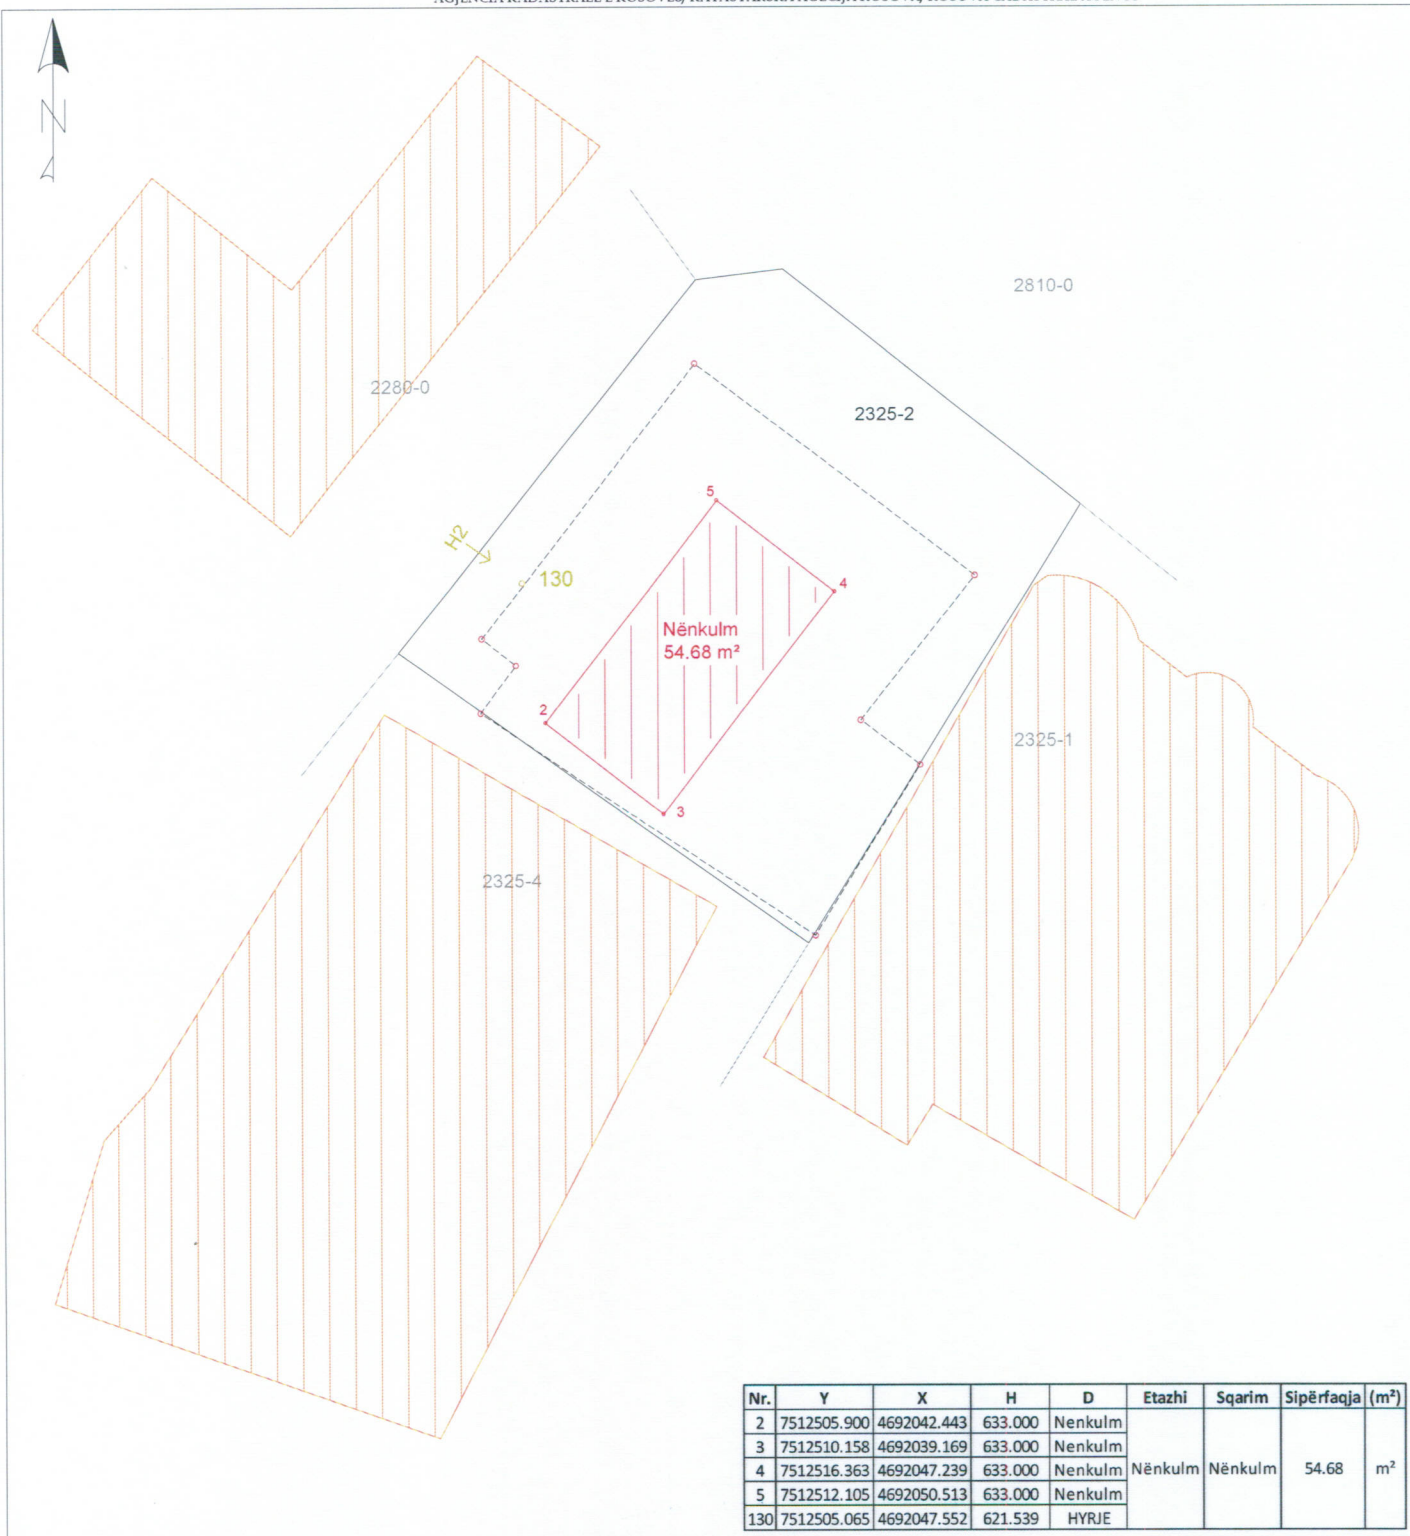 N
2810-0
2280-0
2325-2
5
H2
130
4
Nënkulm
54.68 m²
2
2325-1
3
2325-4
Nr. Y X H D Etazhi Sqarim Sipërfaqja (m²)
2 7512505.900 4692042.443 633.000 Nenkulm
3 7512510.158 4692039.169 633.000 Nenkulm
4 7512516.363 4692047.239 633.000 Nenkulm Nënkulm Nënkulm 54.68 m²
5 7512512.105 4692050.513 633.000 Nenkulm
130 7512505.065 4692047.552 621.539 HYRJE